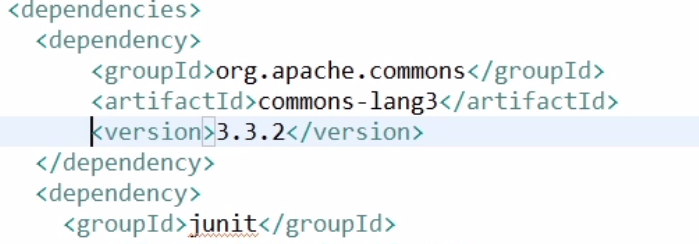 <dependencies>
<dependency>
<groupId>org.apache.commons</groupId>
<artifactId>commons-lang3</artifactId>
<version>3.3.2</version>
</dependency>
<dependency>
<groupId>junit</groupId>